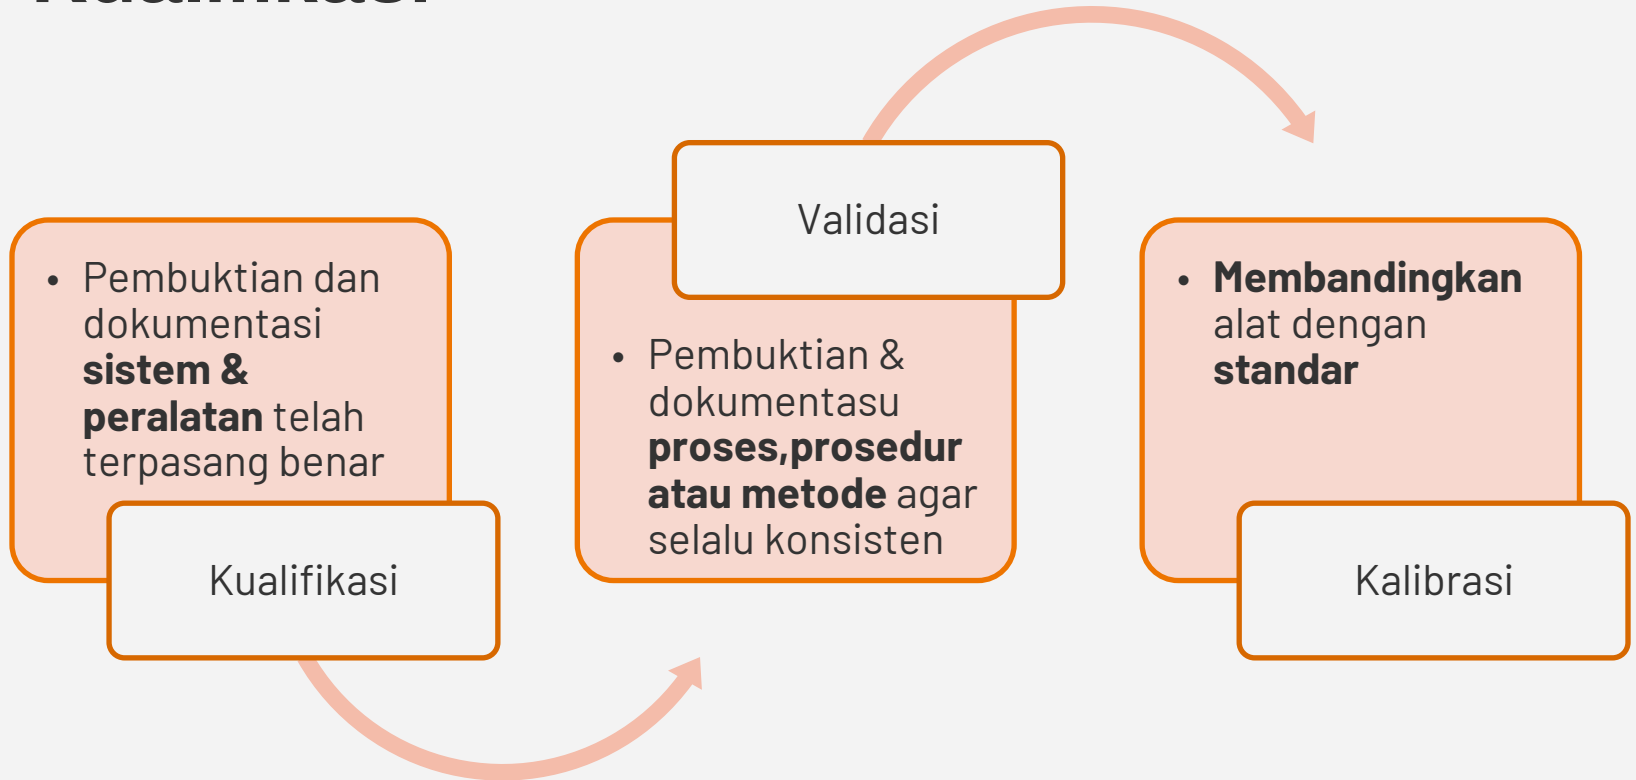 • Pembuktian dan
dokumentasi
sistem &
peralatan telah
terpasang benar
Kualifikasi
Validasi
• Pembuktian &
dokumentasu
proses,prosedur
atau metode agar
selalu konsisten
• Membandingkan
alat dengan
standar
Kalibrasi